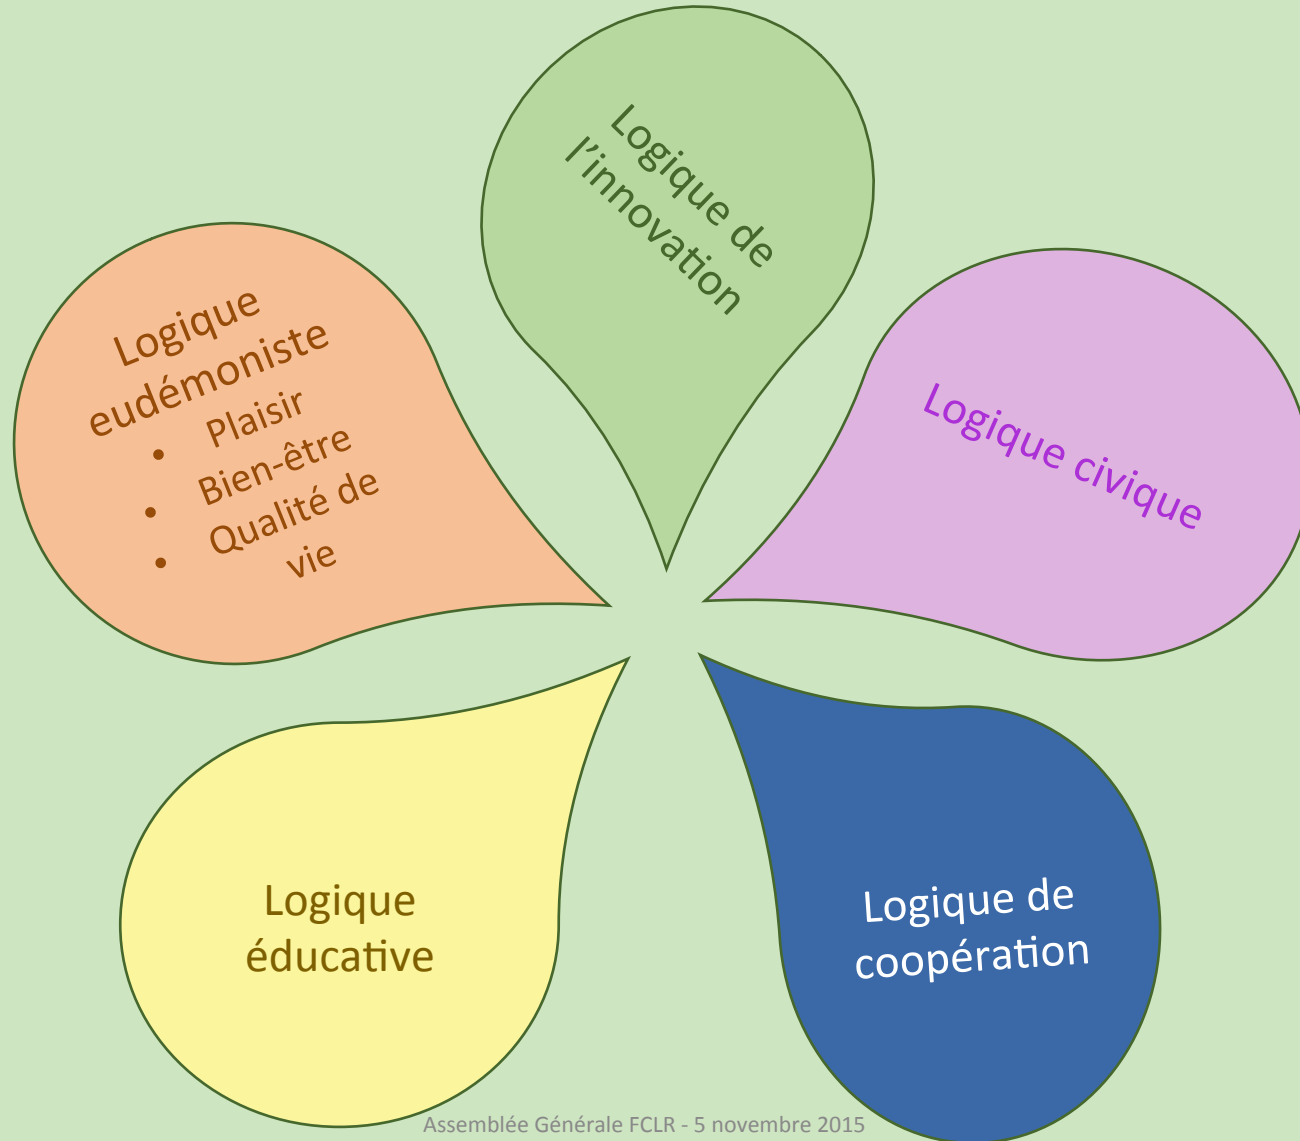 Logique de
l'innovation
Logique
eudémoniste
• Plaisir
• Bien-être
• Qualité de
vie
Logique civique
Logique
éducative
Logique de
coopération
Assemblée Générale FCLR - 5 novembre 2015